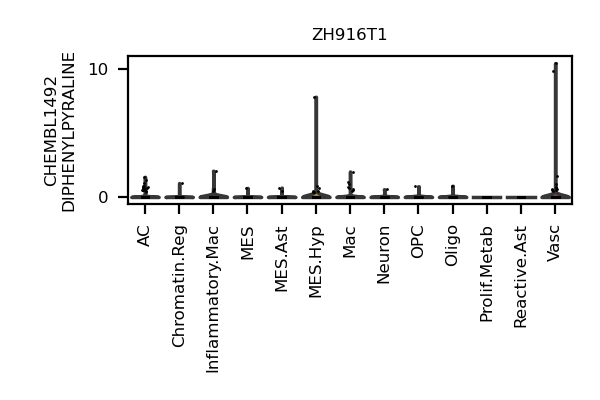 ZH916T1
CHEMBL1492
DIPHENYLPYRALINE
10
0
AC
Chromatin.Reg
Inflammatory.Mac
MES
MES.Ast
MES.Hyp
Mac
Neuron
OPC
Oligo
Prolif.Metab
Reactive.Ast
Vasc